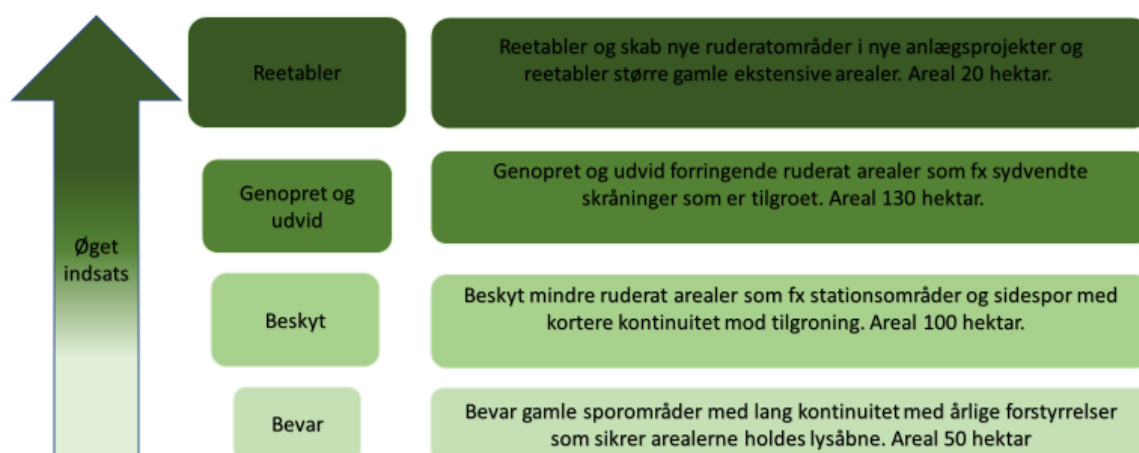 Reetabler
Reetabler og skab nye ruderatområder i nye anlægsprojekter og
reetabler større gamle ekstensive arealer. Areal 20 hektar.
Genopret og
udvid
Genopret og udvid forringende ruderat arealer som fx sydvendte
skråninger som er tilgroet. Areal 130 hektar.
Øget
indsats
Beskyt
Beskyt mindre ruderat arealer som fx stationsområder og sidespor med
kortere kontinuitet mod tilgroning. Areal 100 hektar.
Bevar
Bevar gamle sporområder med lang kontinuitet med årlige forstyrrelser
som sikrer arealerne holdes lysåbne. Areal 50 hektar